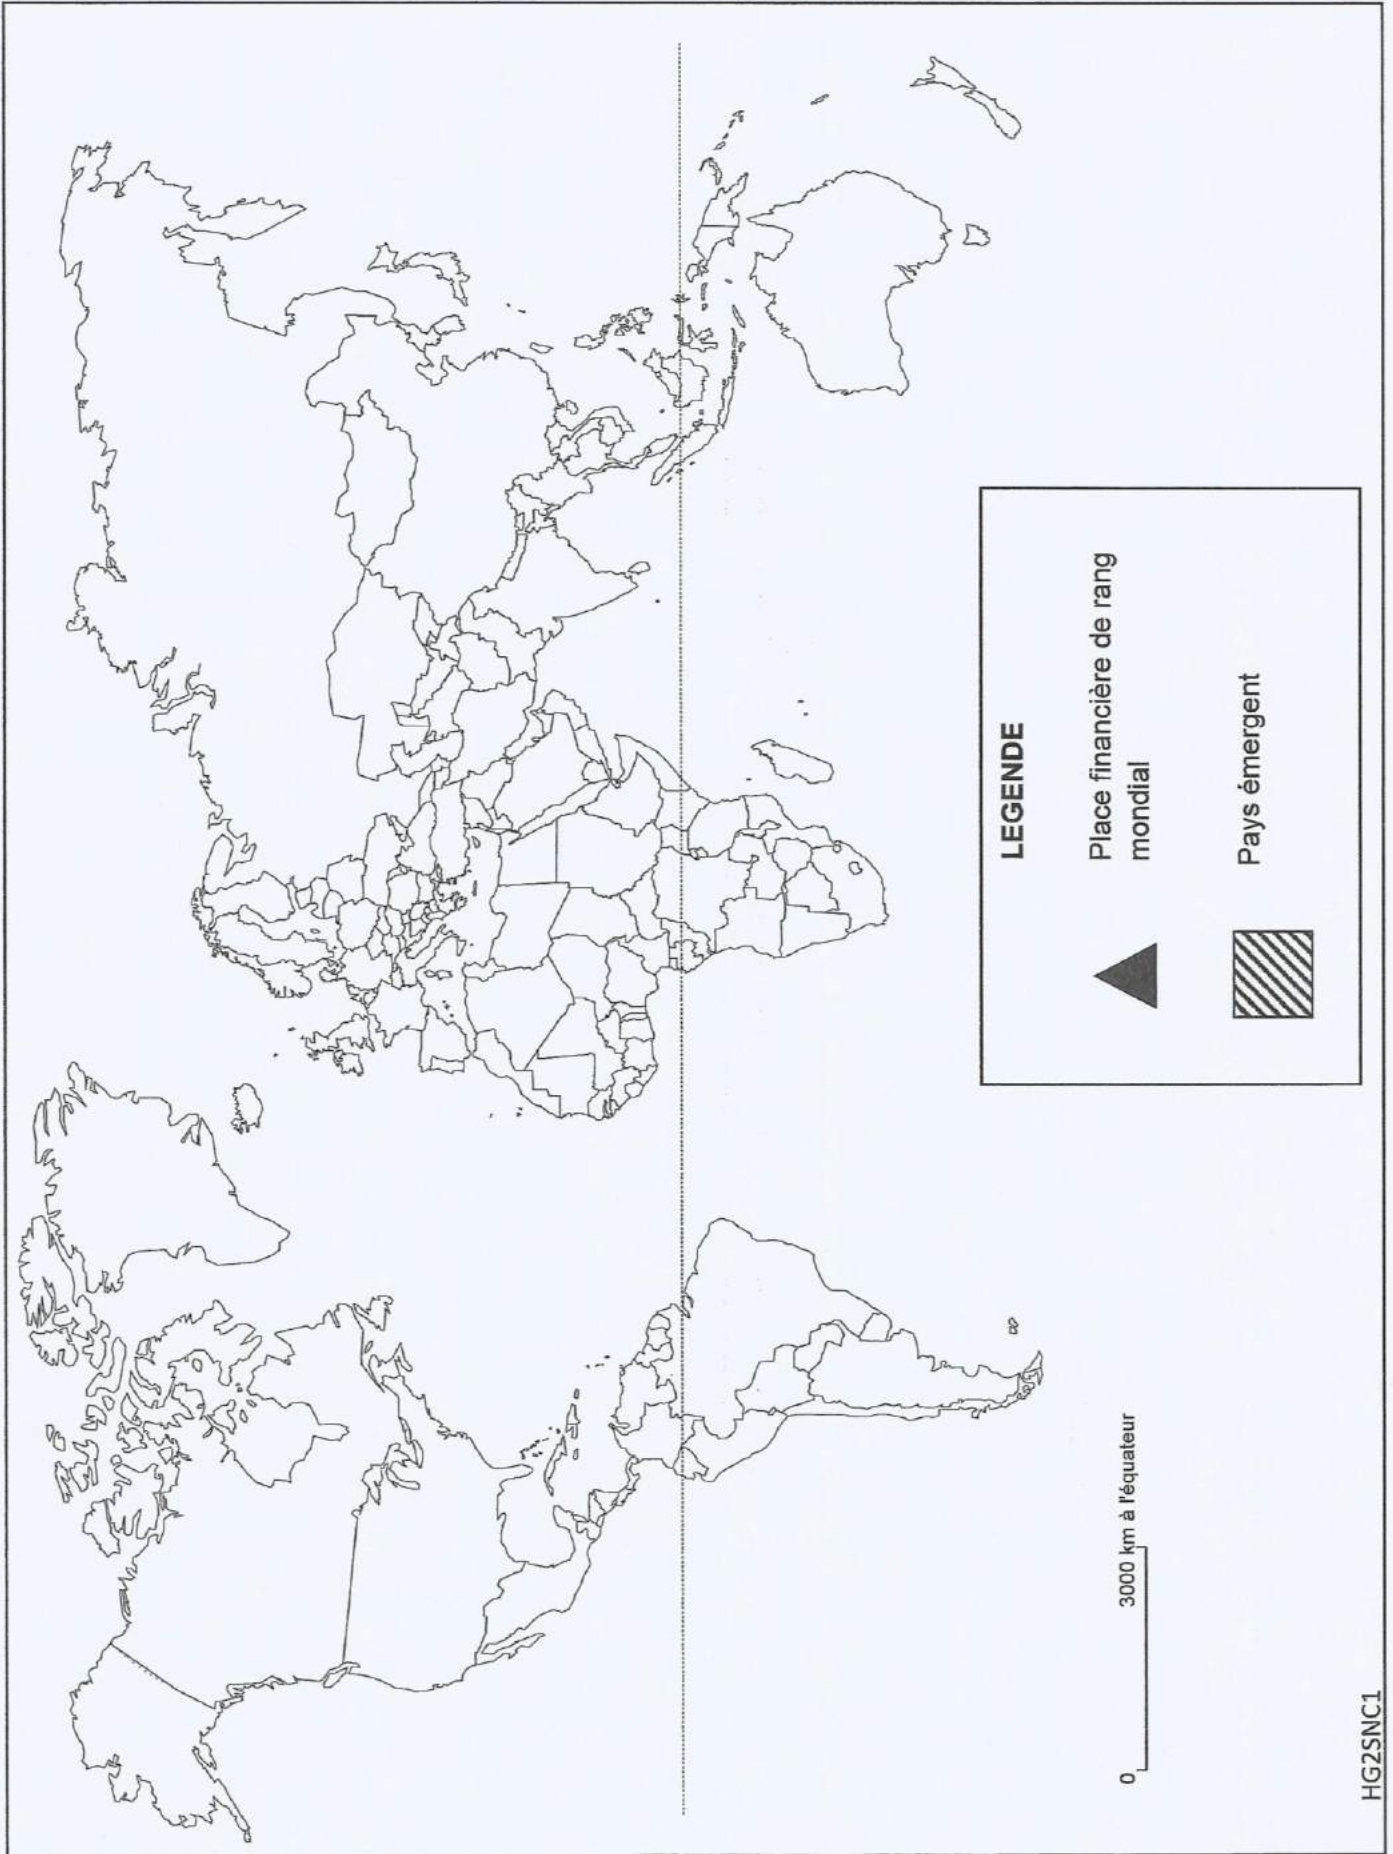 LEGENDE
Place financière de rang
mondial
Pays émergent
0
3000 km à l'équateur
HG2SNC1